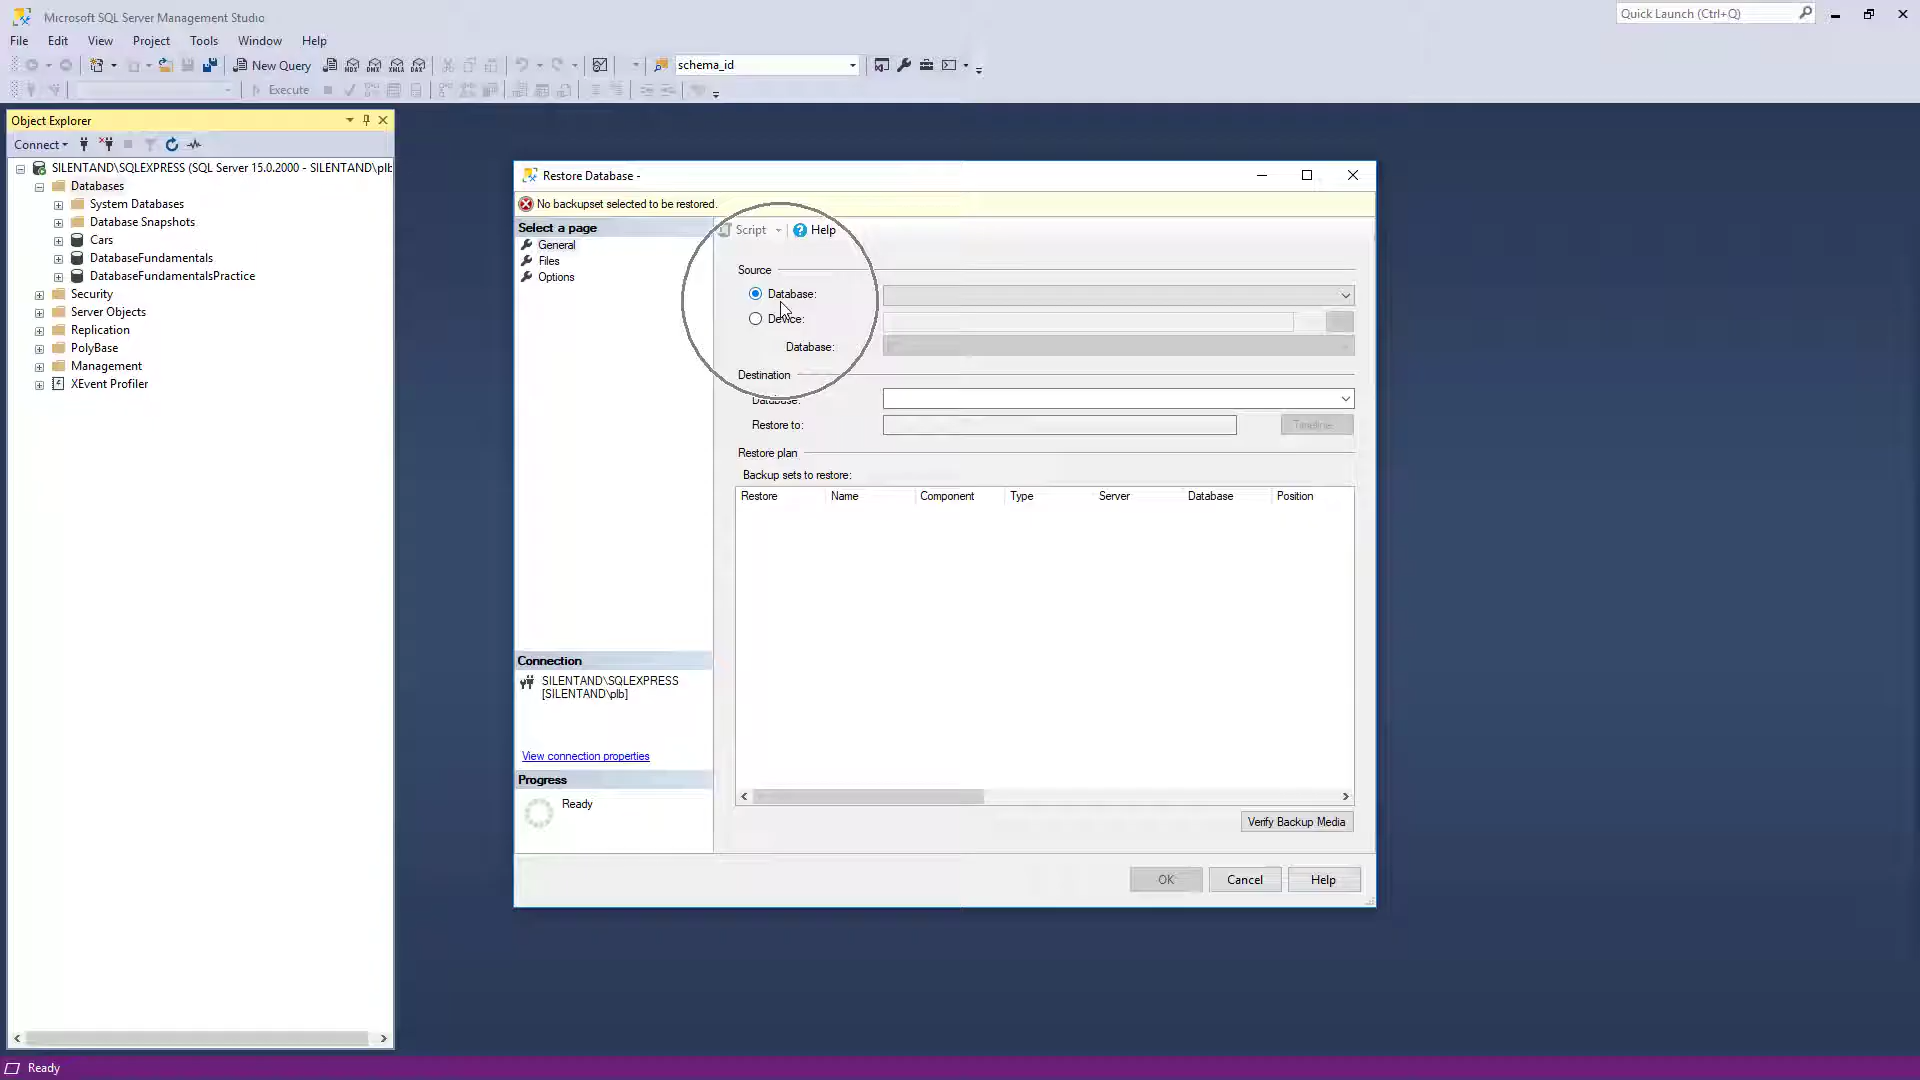 Microsoft SQL Server Management Studio
Quick Launch (Ctrl+Q)
File Edit View Project Tools Window Help
New Query
schema_id
Execute
Object Explorer
Connect
SILENTAND\SQLEXPRESS (SQL Server 15.0.2000 - SILENTAND\plb
Databases
System Databases
Database Snapshots
Cars
DatabaseFundamentals
DatabaseFundamentalsPractice
Security
Server Objects
Replication
PolyBase
Management
XEvent Profiler
Restore Database -
No backupset selected to be restored.
Select a page
General
Files
Options
Script Help
Source
Database:
Device:
Database:
Destination
Database:
Restore to:
Timeline...
Restore plan
Backup sets to restore:
Restore Name Component Type Server Database Position
Connection
SILENTAND\SQLEXPRESS
[SILENTAND\plb]
View connection properties
Progress
Ready
Verify Backup Media
OK Cancel Help
Ready